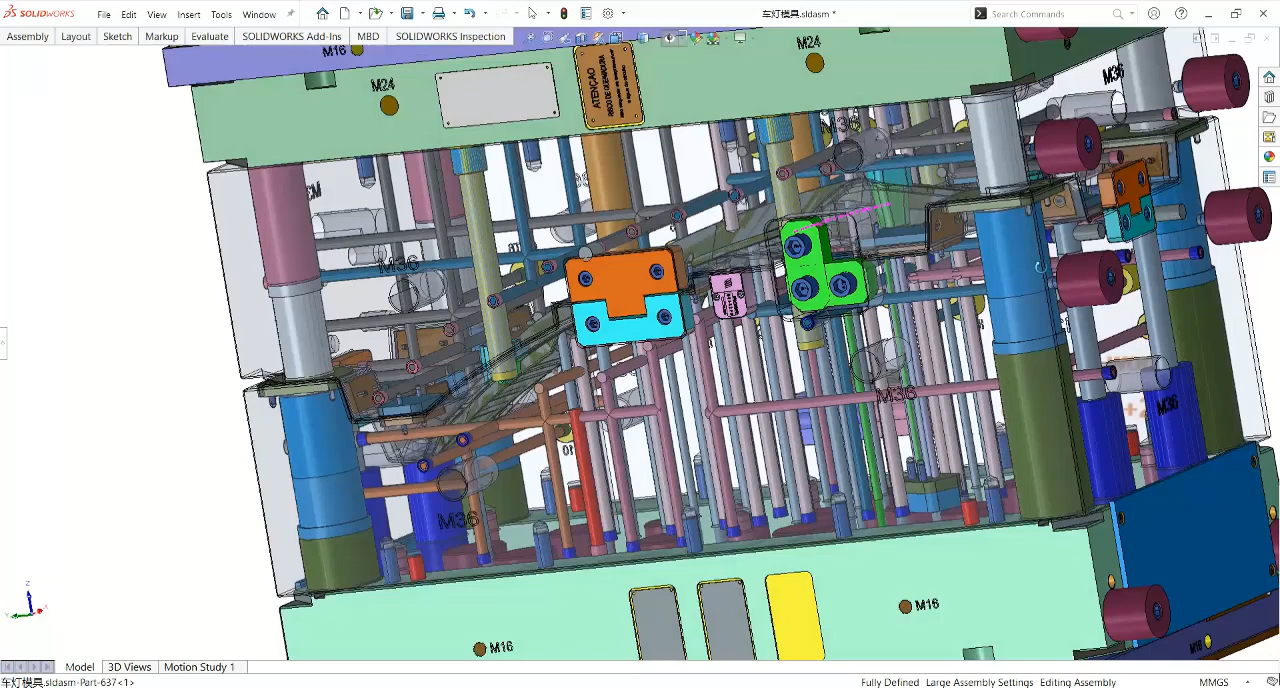 SOLIDWORKS File Edit View Insert Tools Window 车灯模具.sldasm * Search Commands
Assembly Layout Sketch Markup Evaluate SOLIDWORKS Add-Ins MBD SOLIDWORKS Inspection
M16
M24
M24
ATENÇÃO
M36
M36
M36
M36
M36
M36
M16
M16
M16
Model 3D Views Motion Study 1
车灯模具.sldasm-Part-637<1> Fully Defined Large Assembly Settings Editing Assembly MMGS